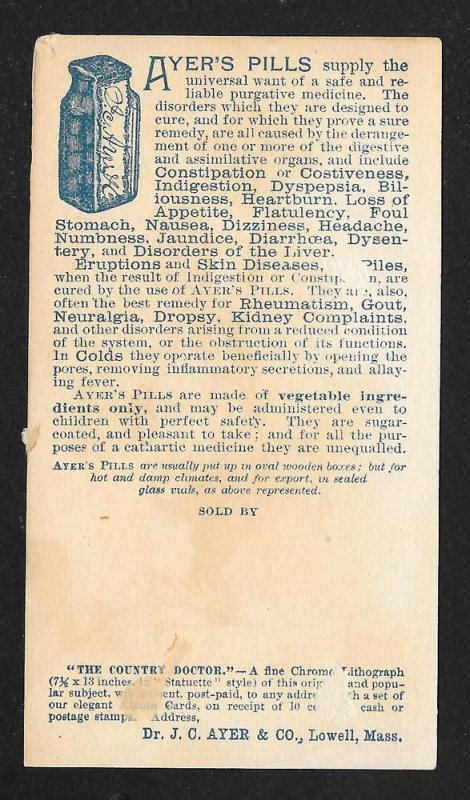 AYER'S PILLS supply the
universal want of a safe and re-
liable purgative medicine. The
disorders which they are designed to
cure, and for which they prove a sure
remedy, are all caused by the derange-
ment of one or more of the digestive
and assimilative organs, and include
Constipation or Costiveness,
Indigestion, Dyspepsia, Bil-
iousness, Heartburn, Loss of
Appetite, Flatulency, Foul
Stomach, Nausea, Dizziness, Headache,
Numbness, Jaundice, Diarrhœa, Dysen-
tery, and Disorders of the Liver.
Eruptions and Skin Diseases, Piles,
when the result of Indigestion or Constip n, are
cured by the use of AYER'S PILLS. They are, also,
often the best remedy for Rheumatism, Gout,
Neuralgia, Dropsy, Kidney Complaints,
and other disorders arising from a reduced condition
of the system, or the obstruction of its functions.
In Colds they operate beneficially by opening the
pores, removing inflammatory secretions, and allay-
ing fever.
AYER'S PILLS are made of vegetable ingre-
dients only, and may be administered even to
children with perfect safety. They are sugar-
coated, and pleasant to take; and for all the pur-
poses of a cathartic medicine they are unequalled.
AYER'S PILLS are usually put up in oval wooden boxes; but for
hot and damp climates, and for export, in sealed
glass vials, as above represented.
SOLD BY
"THE COUNTRY DOCTOR."—A fine Chromo Lithograph
(7½ x 13 inches, in "Statuette" style) of this orig and popu-
lar subject, w ent, post-paid, to any addre h a set of
our elegant Cards, on receipt of 10 ce cash or
postage stamps. Address,
Dr. J. C. AYER & CO., Lowell, Mass.